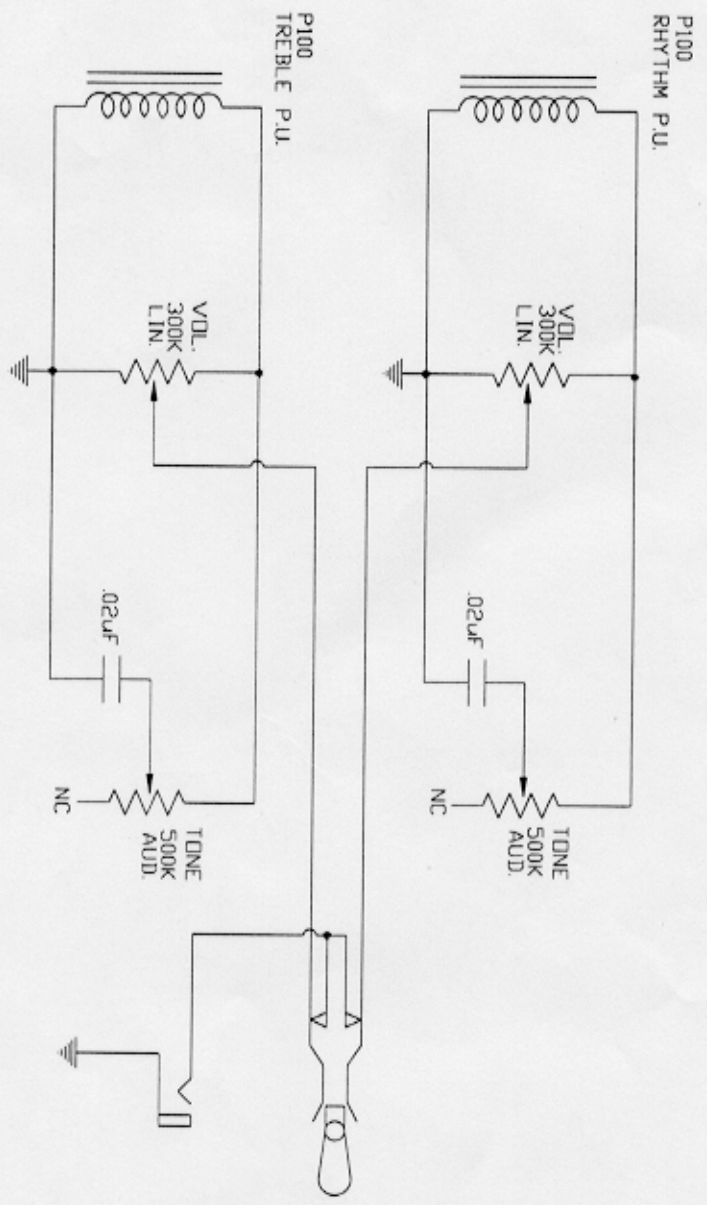 P100
RHYTHM P.U.
VOL.
300K
LIN.
.02uF
NC
TONE
500K
AUD.
P100
TREBLE P.U.
VOL.
300K
LIN.
.02uF
NC
TONE
500K
AUD.